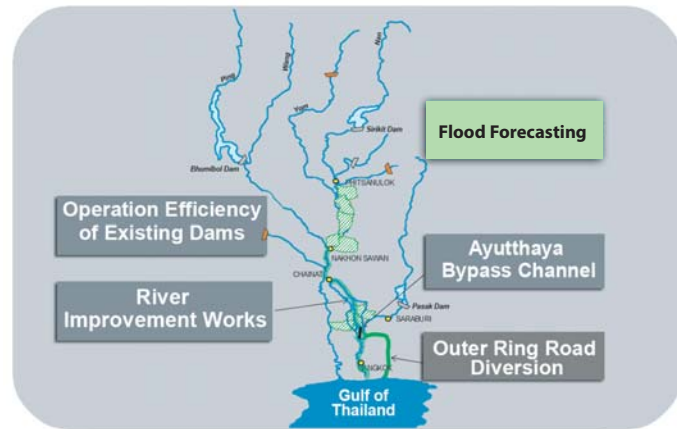 Ping
Wang
Yom
Nan
Sirikit Dam
Flood Forecasting
Bhumibol Dam
PHITSANULOK
Operation Efficiency
of Existing Dams
NAKHON SAWAN
Ayutthaya
Bypass Channel
CHAINAT
River
Improvement Works
Pasak Dam
SARABURI
Outer Ring Road
Diversion
BANGKOK
Gulf of
Thailand